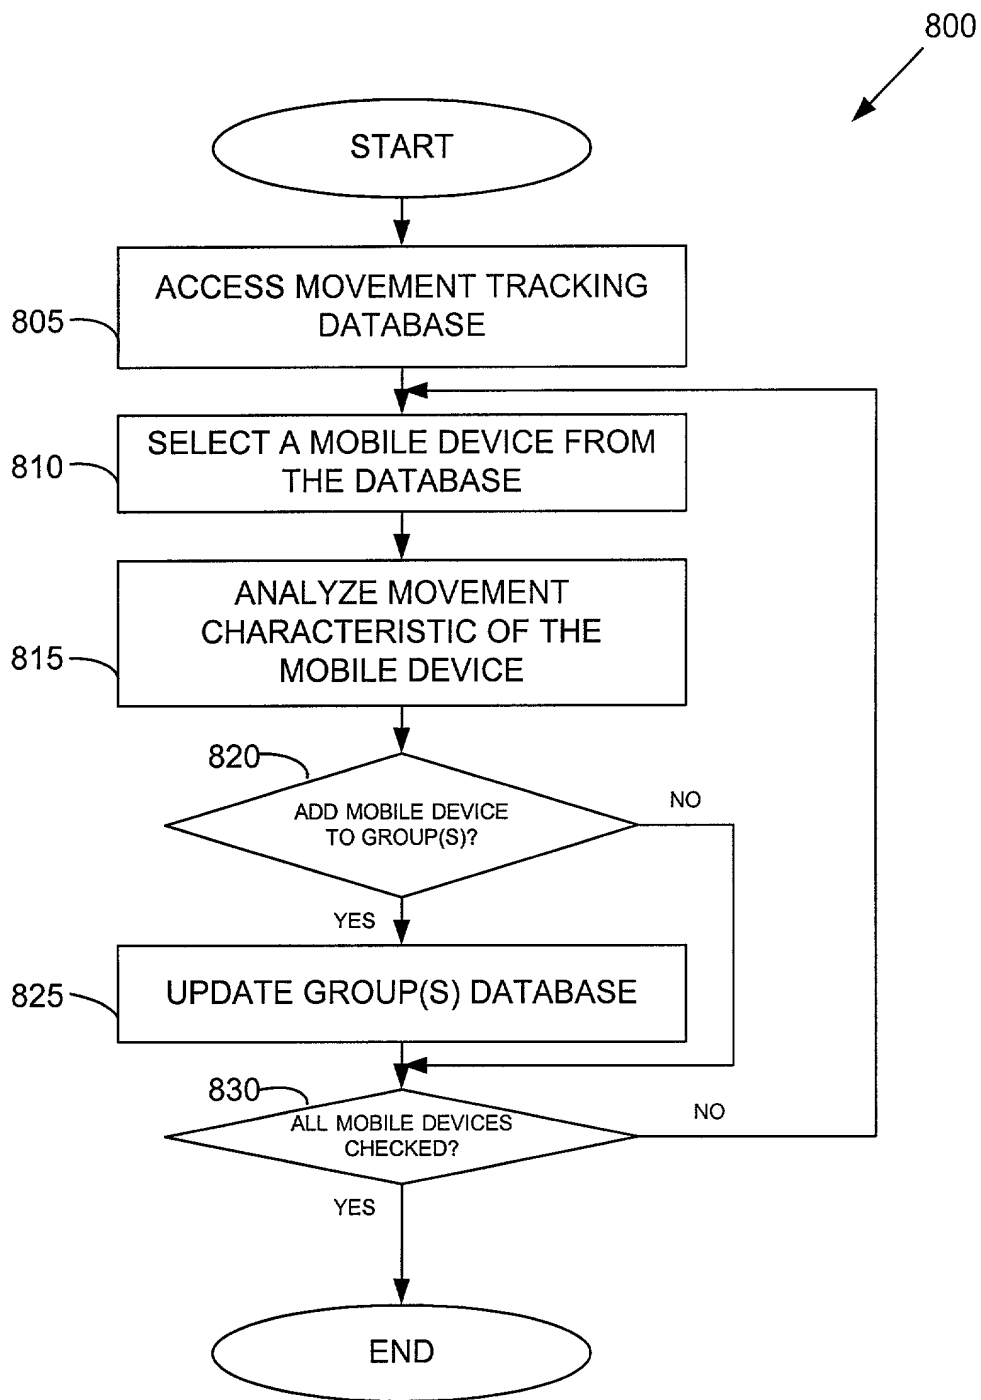 800
START
ACCESS MOVEMENT TRACKING
DATABASE
805
SELECT A MOBILE DEVICE FROM
THE DATABASE
810
ANALYZE MOVEMENT
CHARACTERISTIC OF THE
MOBILE DEVICE
815
820
ADD MOBILE DEVICE
TO GROUP(S)?
NO
YES
UPDATE GROUP(S) DATABASE
825
830
ALL MOBILE DEVICES
CHECKED?
NO
YES
END